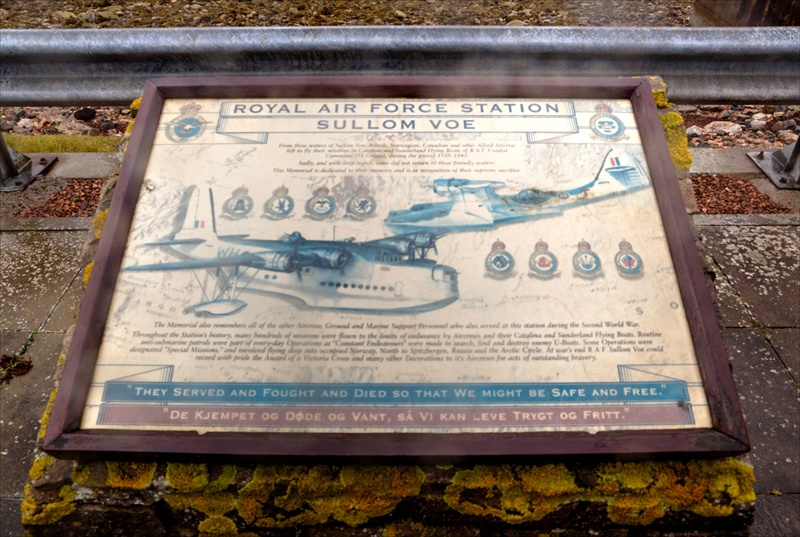 ROYAL AIR FORCE STATION
SULLOM VOE
From these waters of Sullom Voe, British, Norwegian, Canadian and other Allied Aircrew
left to fly their missions in Catalina and Sunderland Flying Boats of R A F Coastal
Command (18 Group), during the period 1939-1945.
Sadly, and with deep regret, some did not return to these friendly waters.
This Memorial is dedicated to their memory and is in recognition of their supreme sacrifice.
The Memorial also remembers all of the other Aircrew, Ground and Marine Support Personnel who also served at this station during the Second World War.
Throughout the Station's history, many hundreds of missions were flown to the limits of endurance by Aircrews and their Catalina and Sunderland Flying Boats. Routine
anti-submarine patrols were part of every-day Operations as "Constant Endeavours" were made to search, find and destroy enemy U-Boats. Some Operations were
designated "Special Missions," and involved flying deep into occupied Norway, North to Spitzbergen, Russia and the Arctic Circle. At war's end R A F Sullom Voe could
record with pride the Award of a Victoria Cross and many other Decorations to it's Aircrews for acts of outstanding bravery.
"THEY SERVED AND FOUGHT AND DIED SO THAT WE MIGHT BE SAFE AND FREE."
"DE KJEMPET OG DØDE OG VANT, SÅ VI KAN LEVE TRYGT OG FRITT."